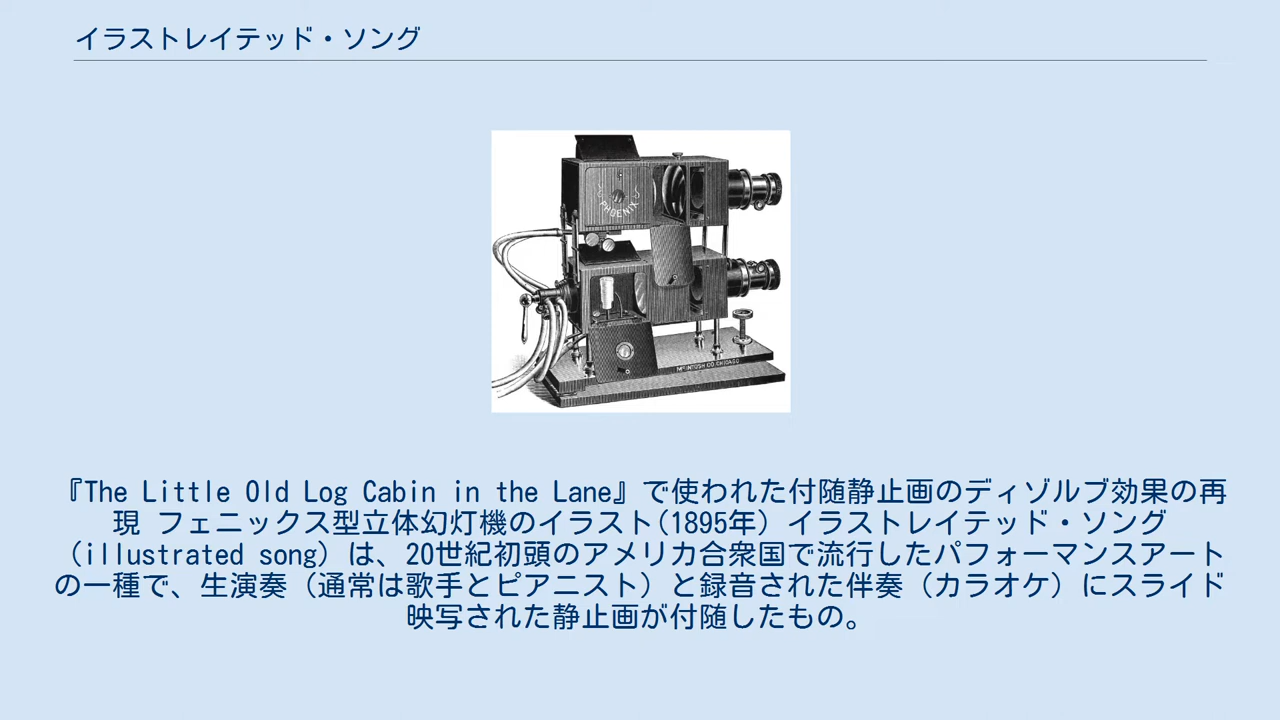 イラストレイテッド・ソング
PHOENIX
McINTOSH CO. CHICAGO
『The Little Old Log Cabin in the Lane』で使われた付随静止画のディゾルブ効果の再
現 フェニックス型立体幻灯機のイラスト(1895年) イラストレイテッド・ソング
（illustrated song）は、20世紀初頭のアメリカ合衆国で流行したパフォーマンスアート
の一種で、生演奏（通常は歌手とピアニスト）と録音された伴奏（カラオケ）にスライド
映写された静止画が付随したもの。